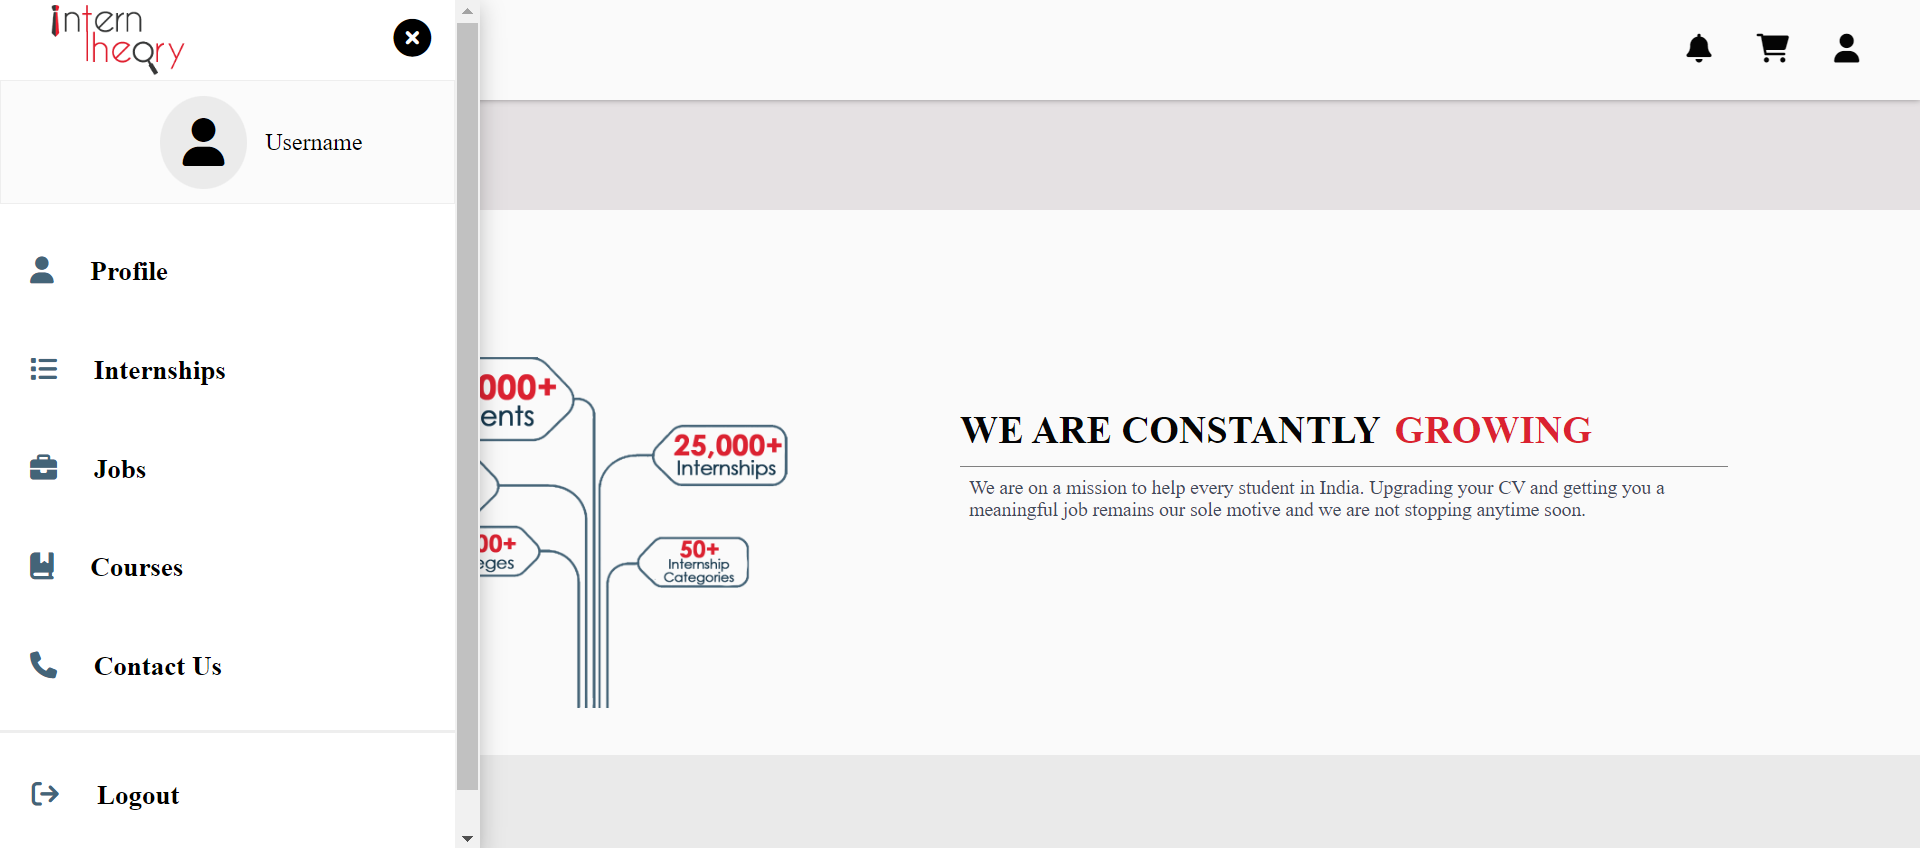 intern
theory
Username
Profile
Internships
Jobs
Courses
Contact Us
Logout
000+
ents
25,000+
Internships
00+
eges
50+
Internship
Categories
WE ARE CONSTANTLY GROWING
We are on a mission to help every student in India. Upgrading your CV and getting you a
meaningful job remains our sole motive and we are not stopping anytime soon.